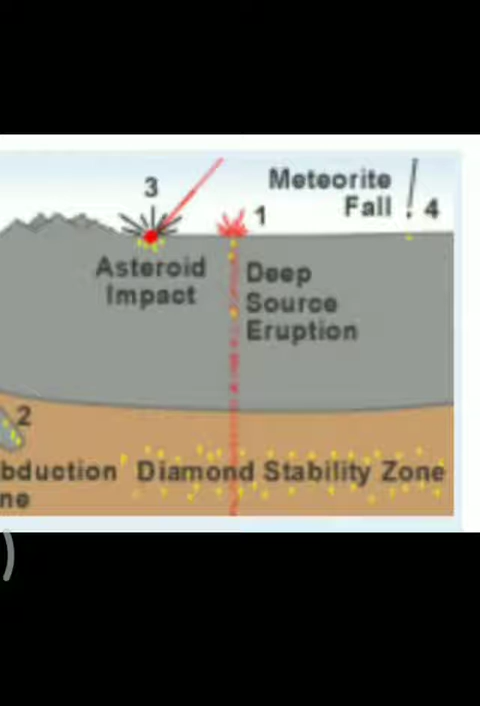 3
Meteorite
Fall 4
1
Asteroid
Impact
Deep
Source
Eruption
2
bduction
ne
Diamond Stability Zone